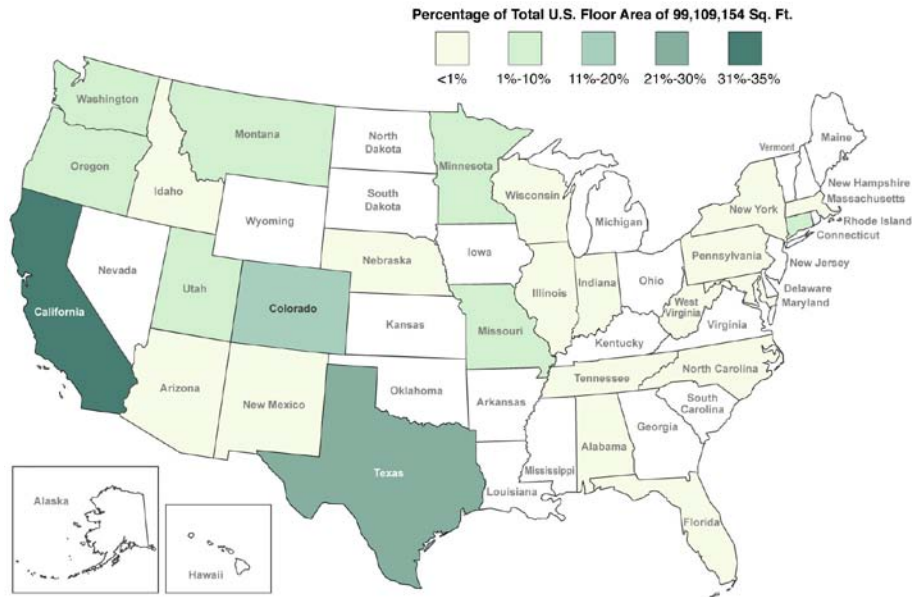 Percentage of Total U.S. Floor Area of 99,109,154 Sq. Ft.
<1% 1%-10% 11%-20% 21%-30% 31%-35%
Washington
Montana
North
Dakota
Minnesota
Maine
Vermont
Oregon
Idaho
South
Dakota
Wisconsin
Michigan
New York
New Hampshire
Massachusetts
Rhode Island
Connecticut
Wyoming
Iowa
Nebraska
Pennsylvania
New Jersey
Nevada
Utah
Colorado
Illinois
Indiana
Ohio
Delaware
Maryland
California
Kansas
Missouri
West
Virginia
Virginia
Kentucky
Arizona
New Mexico
Oklahoma
Arkansas
Tennessee
North Carolina
South
Carolina
Texas
Louisiana
Mississippi
Alabama
Georgia
Florida
Alaska
Hawaii